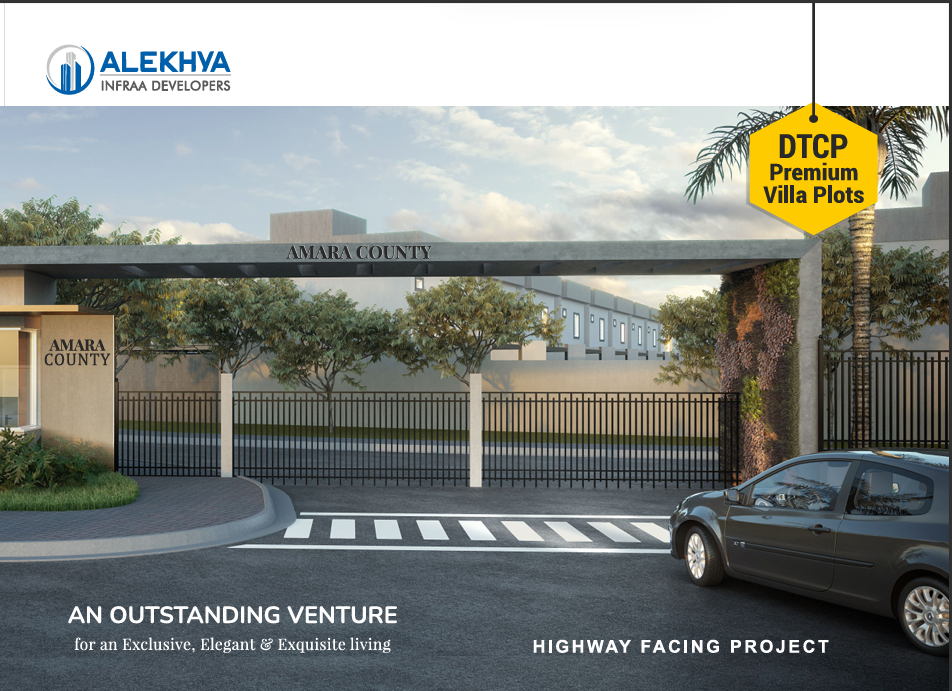 ALEKHYA
INFRAA DEVELOPERS
DTCP
Premium
Villa Plots
AMARA COUNTY
AMARA
COUNTY
AN OUTSTANDING VENTURE
for an Exclusive, Elegant & Exquisite living
HIGHWAY FACING PROJECT